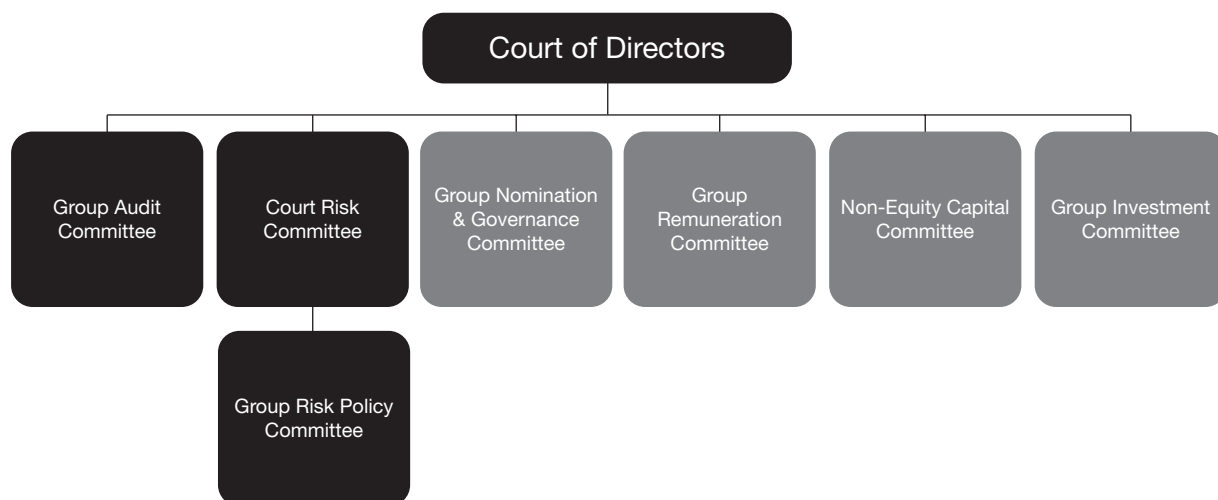 Court of Directors
Group Audit
Committee
Court Risk
Committee
Group Nomination
& Governance
Committee
Group
Remuneration
Committee
Non-Equity Capital
Committee
Group Investment
Committee
Group Risk Policy
Committee